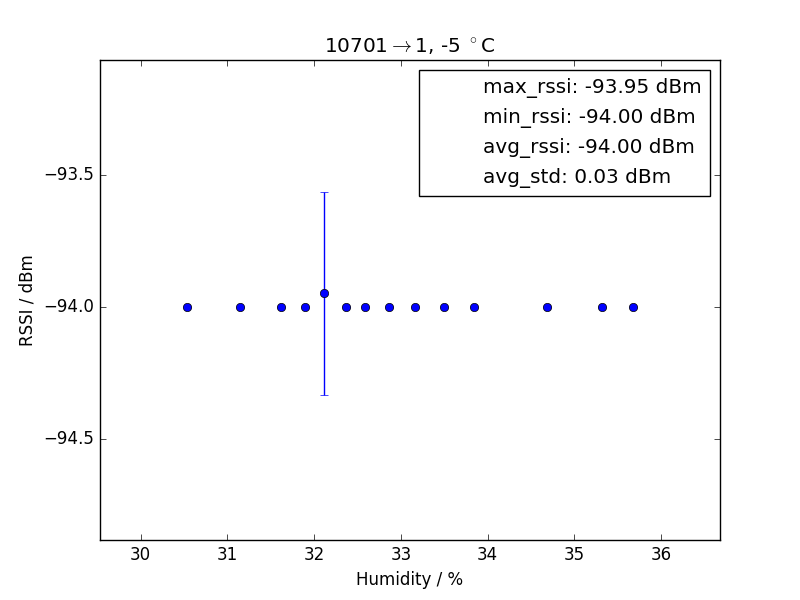 10701→1, -5 °C
max_rssi: -93.95 dBm
min_rssi: -94.00 dBm
avg_rssi: -94.00 dBm
avg_std: 0.03 dBm
−93.5
−94.0
−94.5
RSSI / dBm
30 31 32 33 34 35 36
Humidity / %